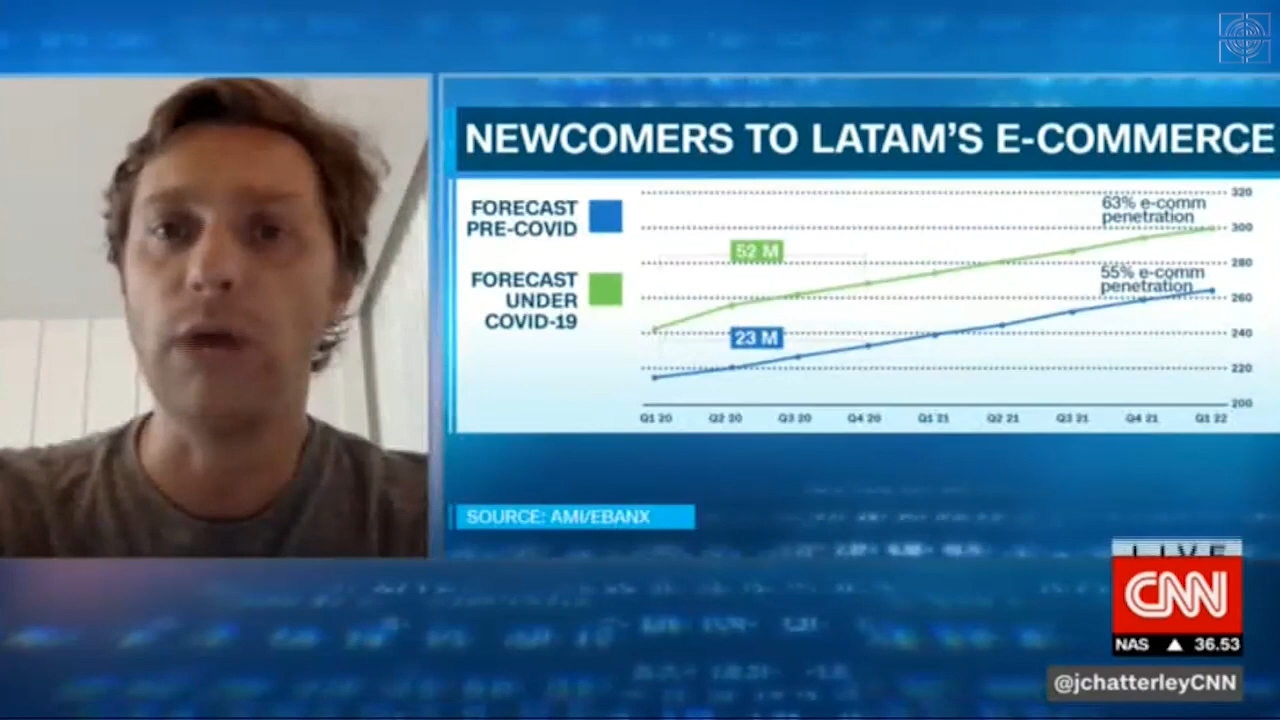 NEWCOMERS TO LATAM'S E-COMMERCE
FORECAST
PRE-COVID
FORECAST
UNDER
COVID-19
52 M
23 M
63% e-comm
penetration
55% e-comm
penetration
320
300
280
260
240
220
200
Q1 20 Q2 20 Q3 20 Q4 20 Q1 21 Q2 21 Q3 21 Q4 21 Q1 22
SOURCE: AMI/EBANX
LIVE
CNN
NAS ▲ 36.53
@jchatterleyCNN